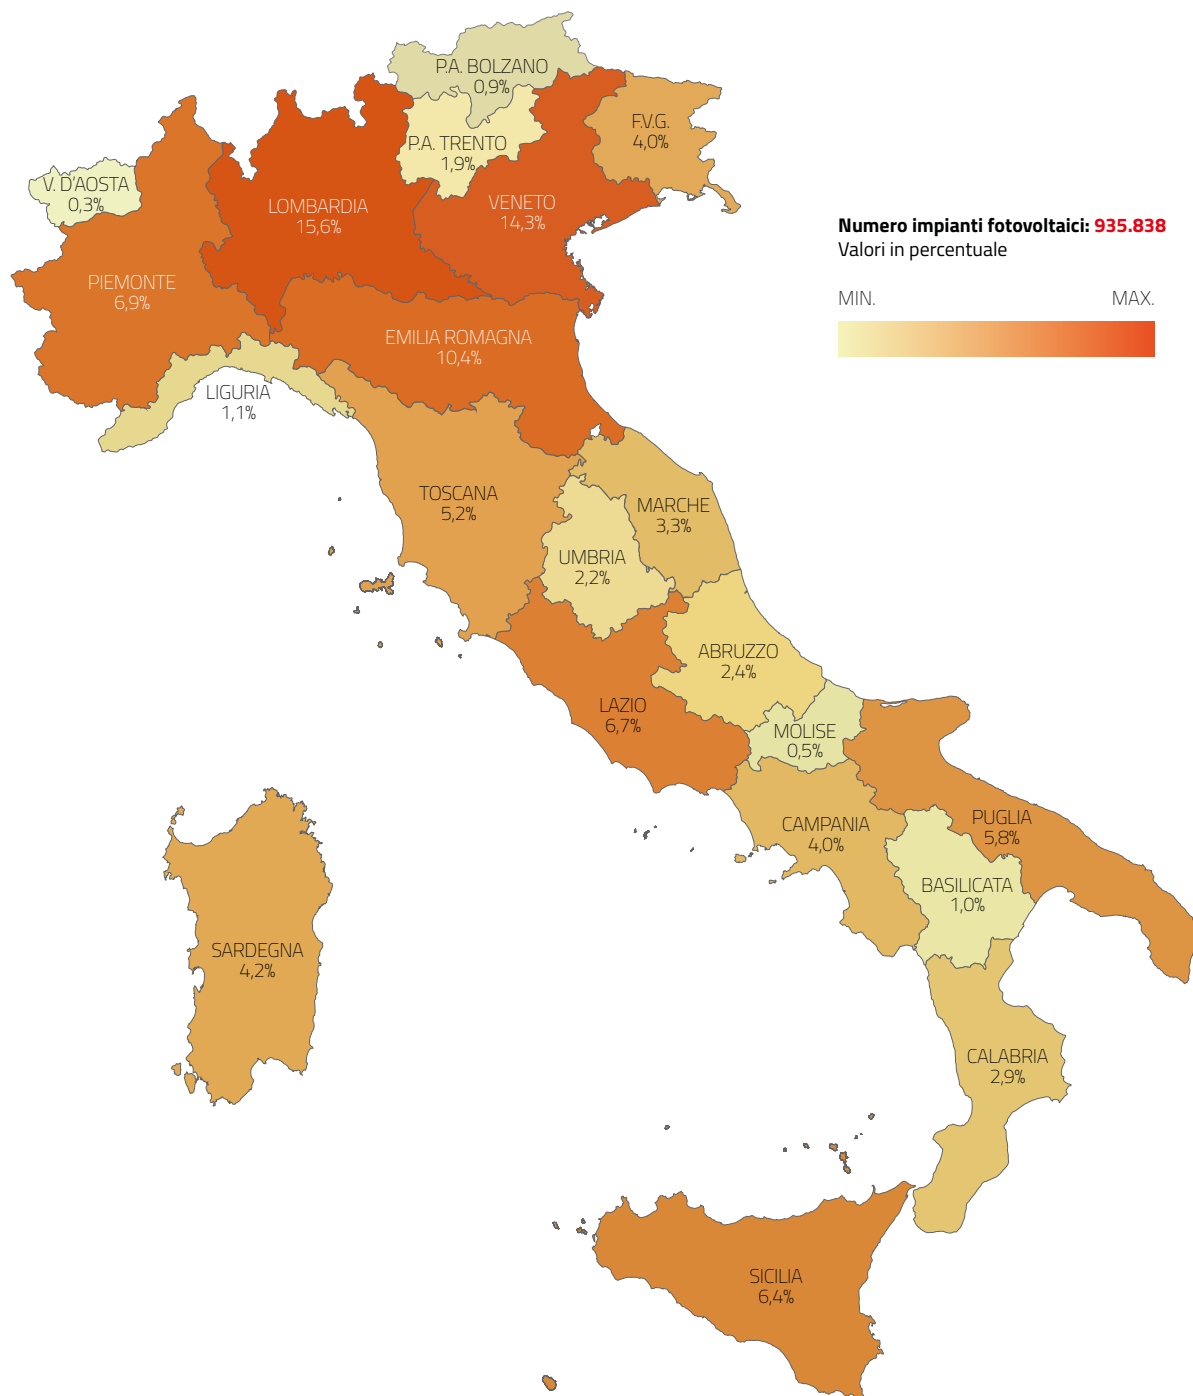 P.A. BOLZANO
0,9%
P.A. TRENTO
1,9%
F.V.G.
4,0%
V. D'AOSTA
0,3%
LOMBARDIA
15,6%
VENETO
14,3%
Numero impianti fotovoltaici: 935.838
Valori in percentuale
MIN.
MAX.
PIEMONTE
6,9%
EMILIA ROMAGNA
10,4%
LIGURIA
1,1%
TOSCANA
5,2%
MARCHE
3,3%
UMBRIA
2,2%
ABRUZZO
2,4%
LAZIO
6,7%
MOLISE
0,5%
CAMPANIA
4,0%
PUGLIA
5,8%
BASILICATA
1,0%
SARDEGNA
4,2%
CALABRIA
2,9%
SICILIA
6,4%